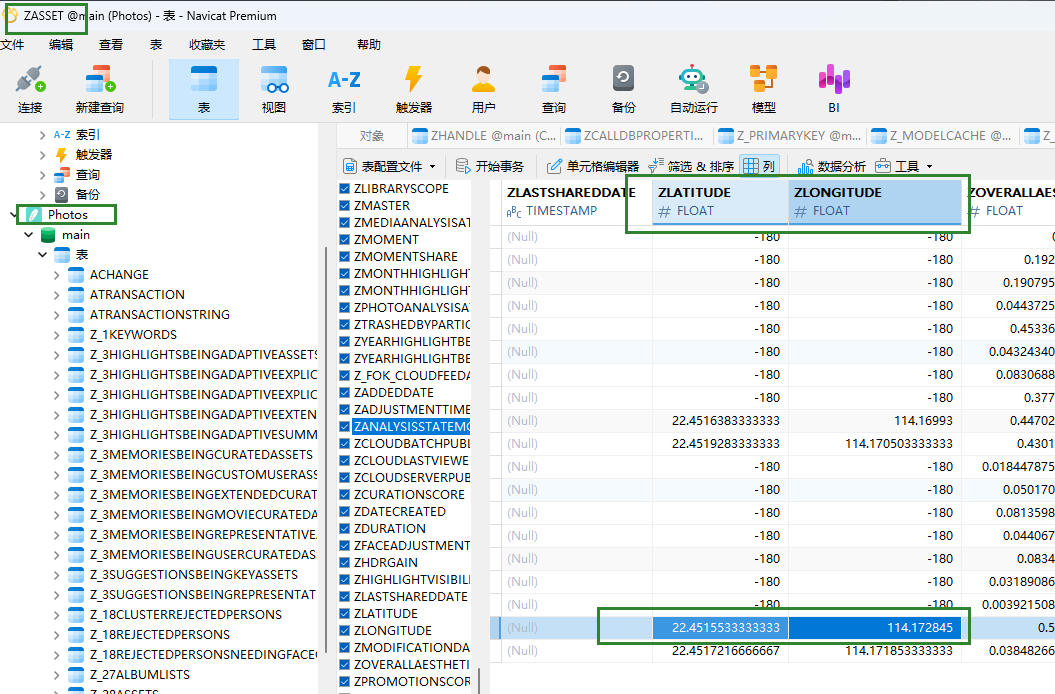 ZASSET @main (Photos) - 表 - Navicat Premium
文件 编辑 查看 表 收藏夹 工具 窗口 帮助
连接 新建查询 表 视图 A-Z 索引 触发器 用户 查询 备份 自动运行 模型 BI
A-Z 索引
触发器
查询
备份
Photos
main
表
ACHANGE
ATRANSACTION
ATRANSACTIONSTRING
Z_1KEYWORDS
Z_3HIGHLIGHTSBEINGADAPTIVEASSETS
Z_3HIGHLIGHTSBEINGADAPTIVEEXPLIC
Z_3HIGHLIGHTSBEINGADAPTIVEEXPLIC
Z_3HIGHLIGHTSBEINGADAPTIVEEXTEN
Z_3HIGHLIGHTSBEINGADAPTIVESUMM
Z_3MEMORIESBEINGCURATEDASSETS
Z_3MEMORIESBEINGCUSTOMUSERASS
Z_3MEMORIESBEINGEXTENDEDCURAT
Z_3MEMORIESBEINGMOVIECURATEDA
Z_3MEMORIESBEINGREPRESENTATIVE
Z_3MEMORIESBEINGUSERCURATEDAS
Z_3SUGGESTIONSBEINGKEYASSETS
Z_3SUGGESTIONSBEINGREPRESENTAT
Z_18CLUSTERREJECTEDPERSONS
Z_18REJECTEDPERSONS
Z_18REJECTEDPERSONSNEEDINGFACEC
Z_27ALBUMLISTS
Z_28ASSETS
对象 ZHANDLE @main (C... ZCALLDBPROPERTI... Z_PRIMARYKEY @m... Z_MODELCACHE @... Z_
表配置文件 开始事务 单元格编辑器 筛选 & 排序 列 数据分析 工具
ZLIBRARYSCOPE
ZMASTER
ZMEDIAANALYSISAT
ZMOMENT
ZMOMENTSHARE
ZMONTHHIGHLIGHT
ZMONTHHIGHLIGHT
ZPHOTOANALYSISA
ZTRASHEDBYPARTIC
ZYEARHIGHLIGHTBE
ZYEARHIGHLIGHTBE
Z_FOK_CLOUDFEEDA
ZADDEDDATE
ZADJUSTMENTTIME
ZANALYSISSTATEMO
ZCLOUDBATCHPUBL
ZCLOUDLASTVIEWE
ZCLOUDSERVERPUB
ZCURATIONSCORE
ZDATECREATED
ZDURATION
ZFACEADJUSTMENT
ZHDRGAIN
ZHIGHLIGHTVISIBIL
ZLASTSHAREDDATE
ZLATITUDE
ZLONGITUDE
ZMODIFICATIONDA
ZOVERALLAESTHETI
ZPROMOTIONSCOR
ZLASTSHAREDDATE ZLATITUDE ZLONGITUDE ZOVERALLAES
ABC TIMESTAMP # FLOAT # FLOAT # FLOAT
(Null) -180 -180 0
(Null) -180 -180 0.192
(Null) -180 -180 0.190795
(Null) -180 -180 0.0443725
(Null) -180 -180 0.45336
(Null) -180 -180 0.04324340
(Null) -180 -180 0.0830688
(Null) -180 -180 0.377
(Null) 22.4516383333333 114.16993 0.44702
(Null) 22.4519283333333 114.170503333333 0.4301
(Null) -180 -180 0.018447875
(Null) -180 -180 0.050170
(Null) -180 -180 0.0813598
(Null) -180 -180 0.044067
(Null) -180 -180 0.0834
(Null) -180 -180 0.03189086
(Null) -180 -180 0.003921508
(Null) 22.4515533333333 114.172845 0.5
(Null) 22.4517216666667 114.171853333333 0.03848266